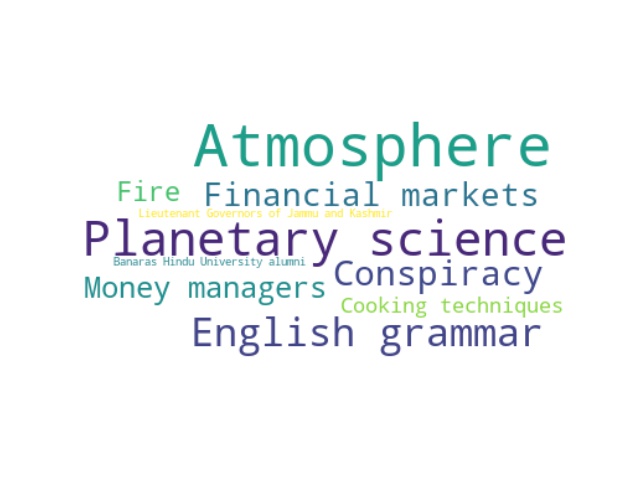 Atmosphere
Fire Financial markets
Lieutenant Governors of Jammu and Kashmir
Planetary science
Banaras Hindu University alumni
Conspiracy
Money managers
Cooking techniques
English grammar